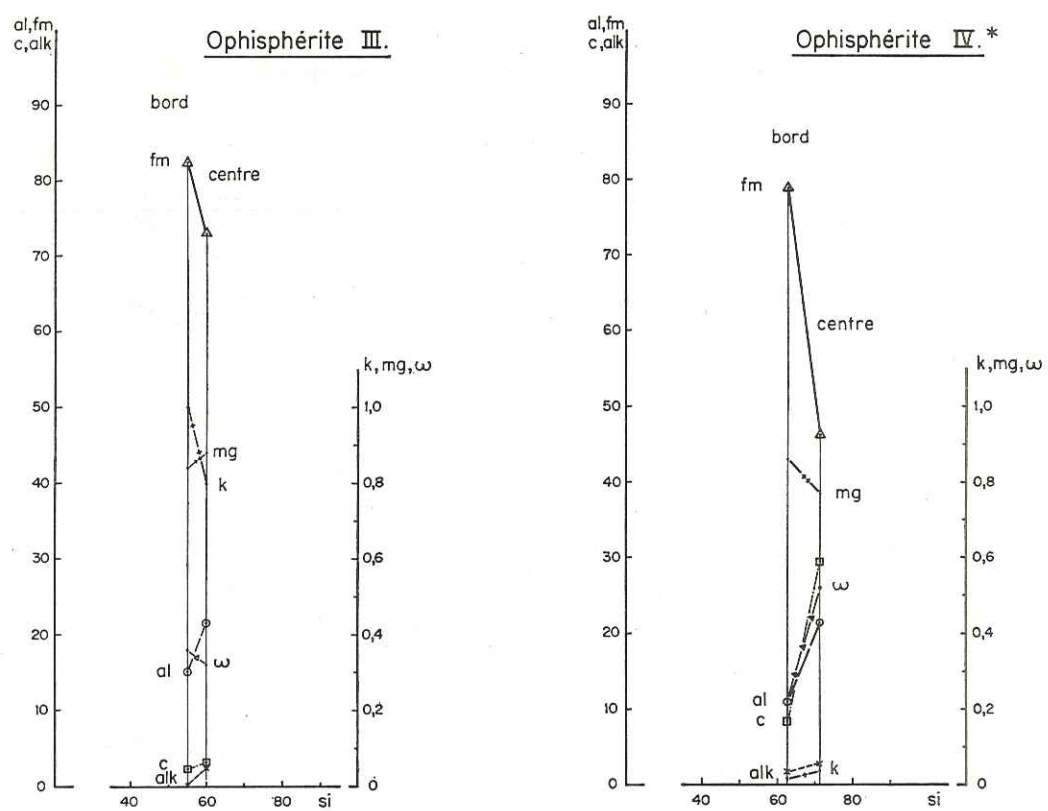 al,fm
c,alk
Ophisphérite III.
90
80
70
60
50
40
30
20
10
0
bord
fm
centre
mg
k
al
ω
c
alk
k,mg,ω
1,0
0,8
0,6
0,4
0,2
0
40
60
80
si
al,fm
c,alk
Ophisphérite IV.*
90
80
70
60
50
40
30
20
10
0
bord
fm
centre
mg
ω
al
c
alk
k
k,mg,ω
1,0
0,8
0,6
0,4
0,2
0
40
60
80
si